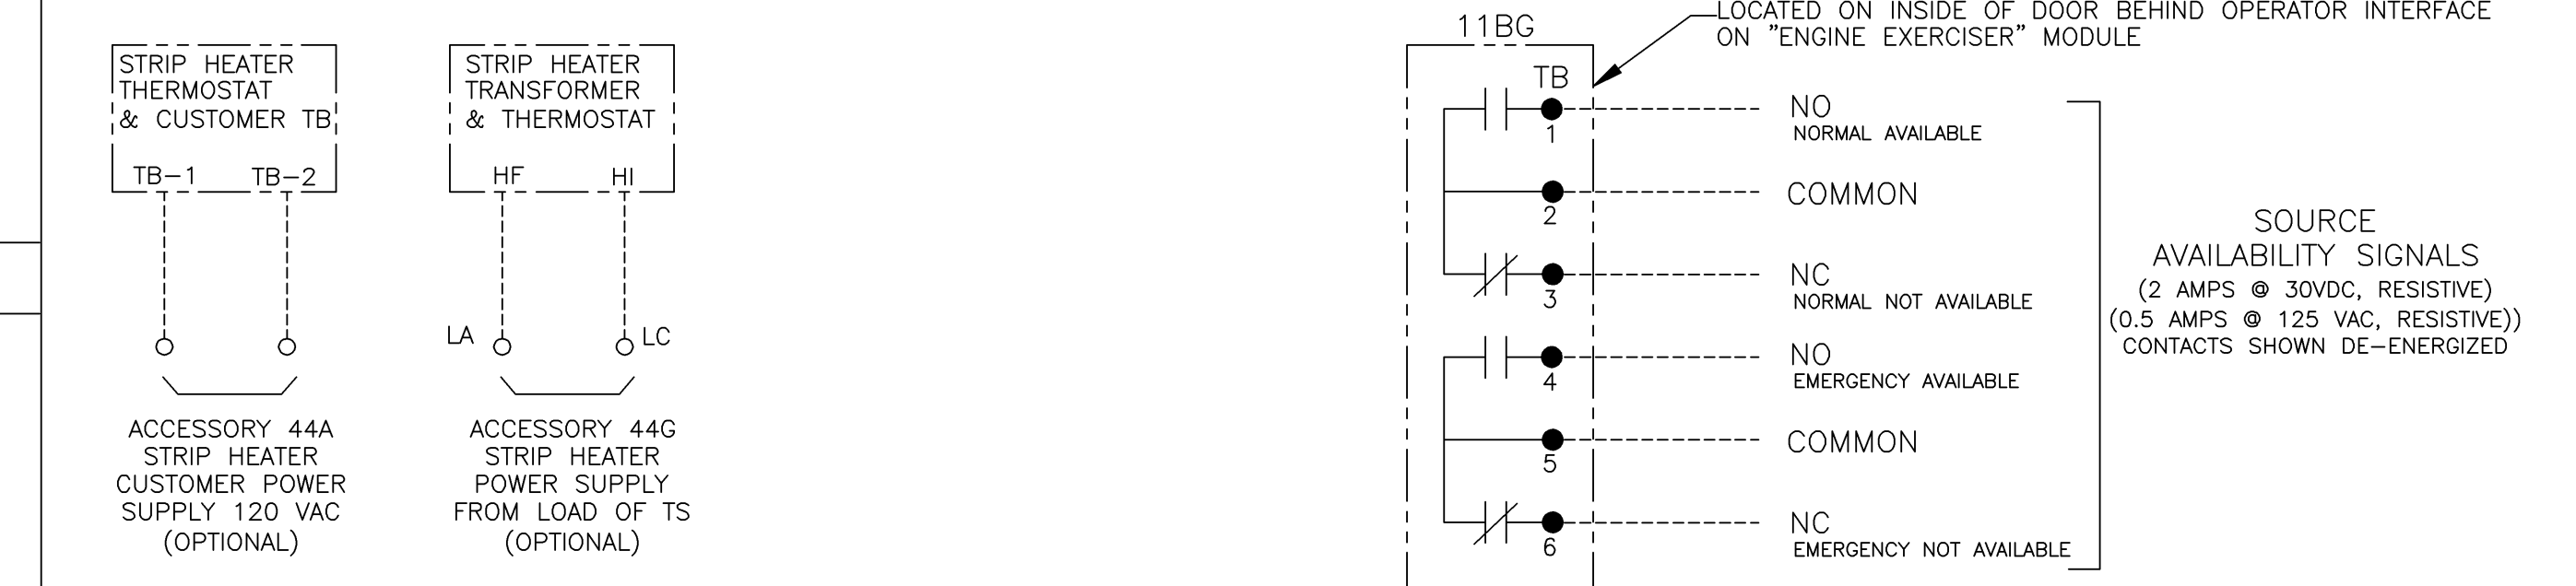 STRIP HEATER
THERMOSTAT
& CUSTOMER TB
TB-1 TB-2
ACCESSORY 44A
STRIP HEATER
CUSTOMER POWER
SUPPLY 120 VAC
(OPTIONAL)
STRIP HEATER
TRANSFORMER
& THERMOSTAT
HF HI
LA LC
ACCESSORY 44G
STRIP HEATER
POWER SUPPLY
FROM LOAD OF TS
(OPTIONAL)
11BG
LOCATED ON INSIDE OF DOOR BEHIND OPERATOR INTERFACE
ON "ENGINE EXERCISER" MODULE
TB
1
NO
NORMAL AVAILABLE
2
COMMON
3
NC
NORMAL NOT AVAILABLE
4
NO
EMERGENCY AVAILABLE
5
COMMON
6
NC
EMERGENCY NOT AVAILABLE
SOURCE
AVAILABILITY SIGNALS
(2 AMPS @ 30VDC, RESISTIVE)
(0.5 AMPS @ 125 VAC, RESISTIVE))
CONTACTS SHOWN DE-ENERGIZED